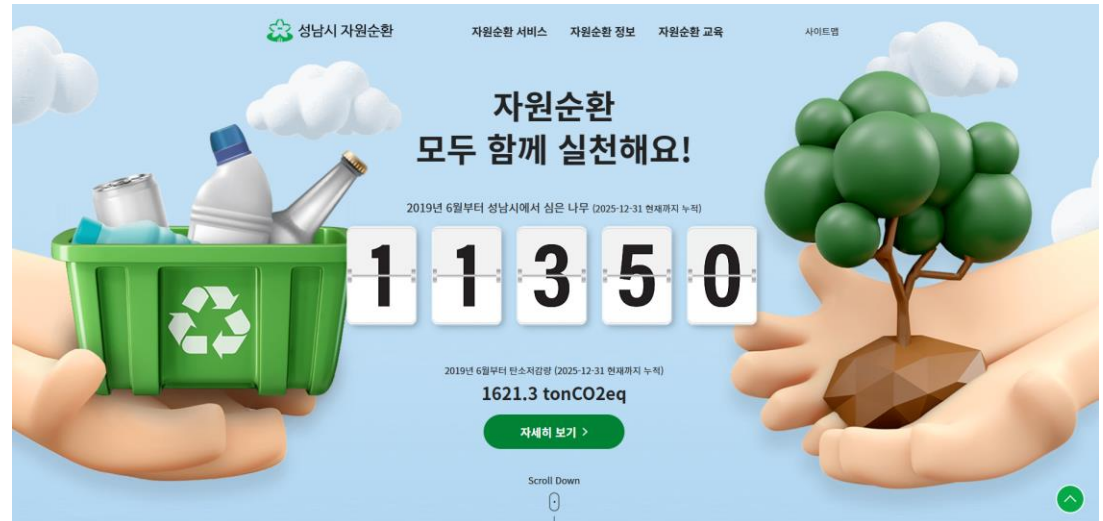 성남시 자원순환
자원순환 서비스 자원순환 정보 자원순환 교육 사이트맵
자원순환
모두 함께 실천해요!
2019년 6월부터 성남시에서 심은 나무 (2025-12-31 현재까지 누적)
1 1 3 5 0
2019년 6월부터 탄소저감량 (2025-12-31 현재까지 누적)
1621.3 tonCO2eq
자세히 보기 >
Scroll Down